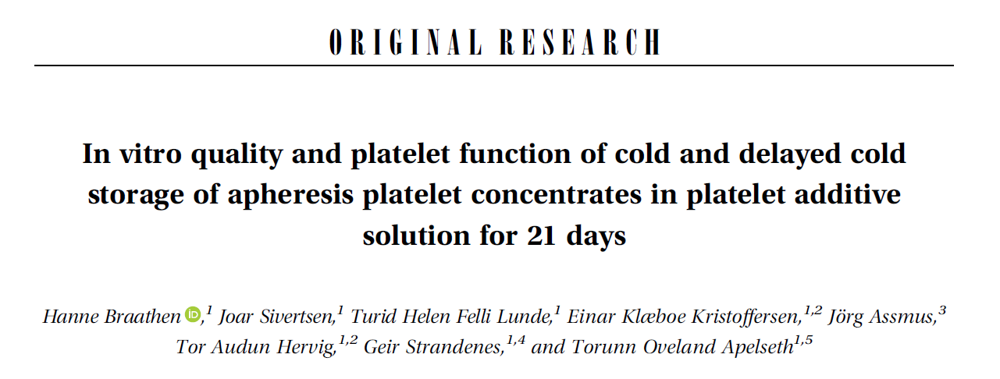 ORIGINAL RESEARCH
In vitro quality and platelet function of cold and delayed cold
storage of apheresis platelet concentrates in platelet additive
solution for 21 days
Hanne Braathen iD,1 Joar Sivertsen,1 Turid Helen Felli Lunde,1 Einar Klæboe Kristoffersen,1,2 Jörg Assmus,3
Tor Audun Hervig,1,2 Geir Strandenes,1,4 and Torunn Oveland Apelseth1,5